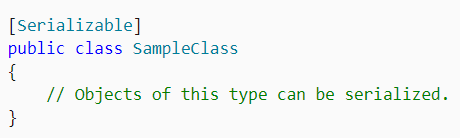 [Serializable]
public class SampleClass
{
    // Objects of this type can be serialized.
}